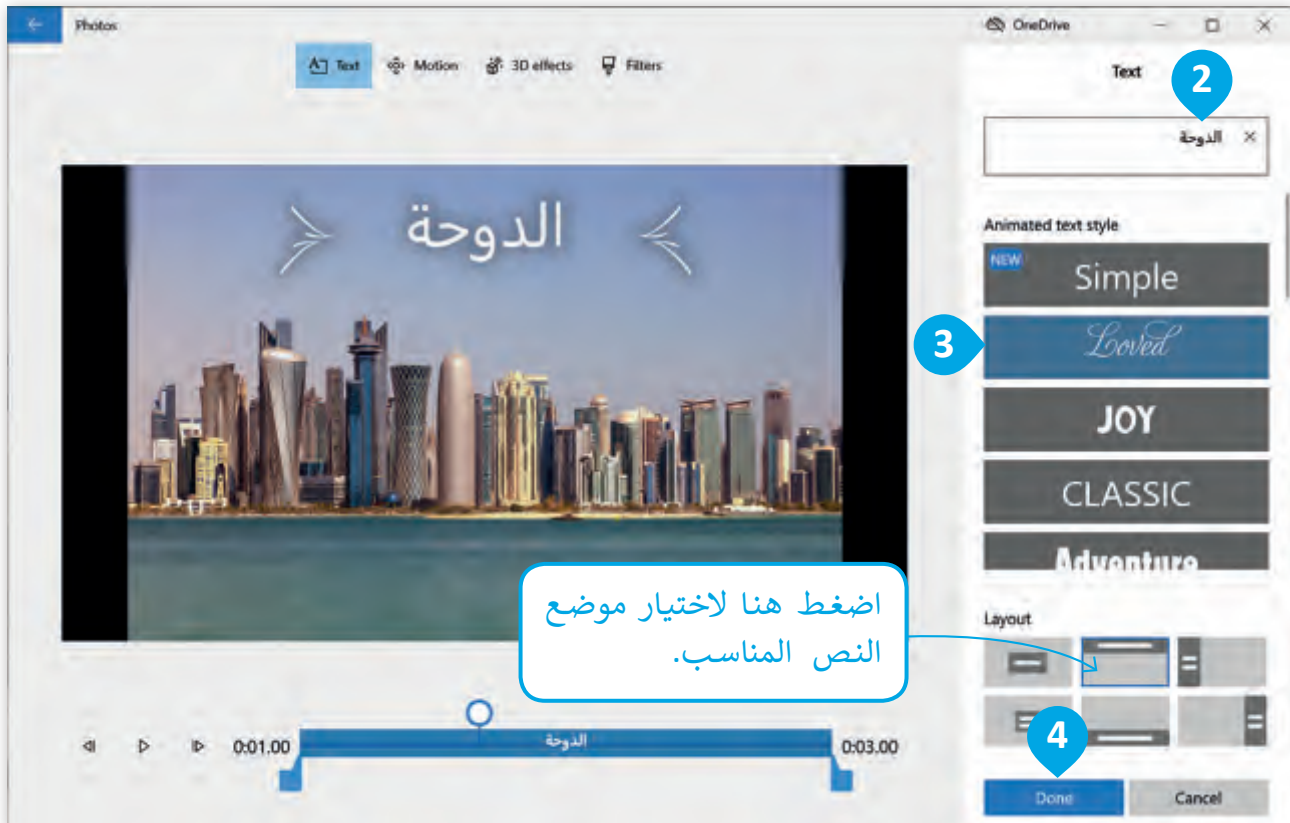 Photos
OneDrive
Text
Motion
3D effects
Filters
Text
2
الدوحة
الدوحة
Animated text style
NEW
Simple
3
Loved
JOY
CLASSIC
Adventure
اضغط هنا لاختيار موضع
النص المناسب.
Layout
0:01.00
الدوحة
0:03.00
4
Done
Cancel